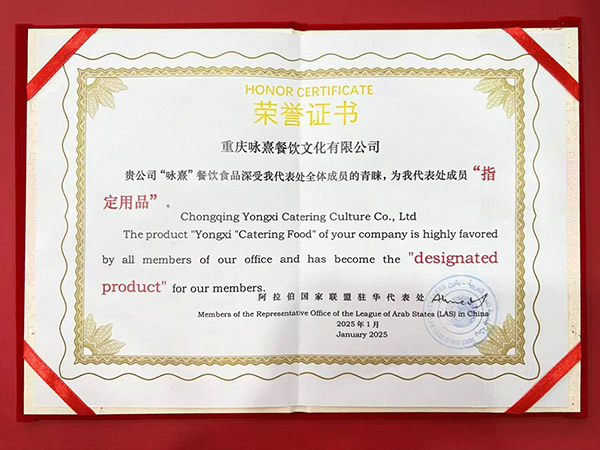 HONOR CERTIFICATE
荣誉证书
重庆咏熹餐饮文化有限公司
贵公司“咏熹”餐饮食品深受我代表处全体成员的青睐，为我代表处成员“指
定用品”。
Chongqing Yongxi Catering Culture Co., Ltd
The product "Yongxi "Catering Food" of your company is highly favored
by all members of our office and has become the "designated
product" for our members.
阿拉伯国家联盟驻华代表处
Members of the Representative Office of the League of Arab States (LAS) in China
2025年1月
January 2025